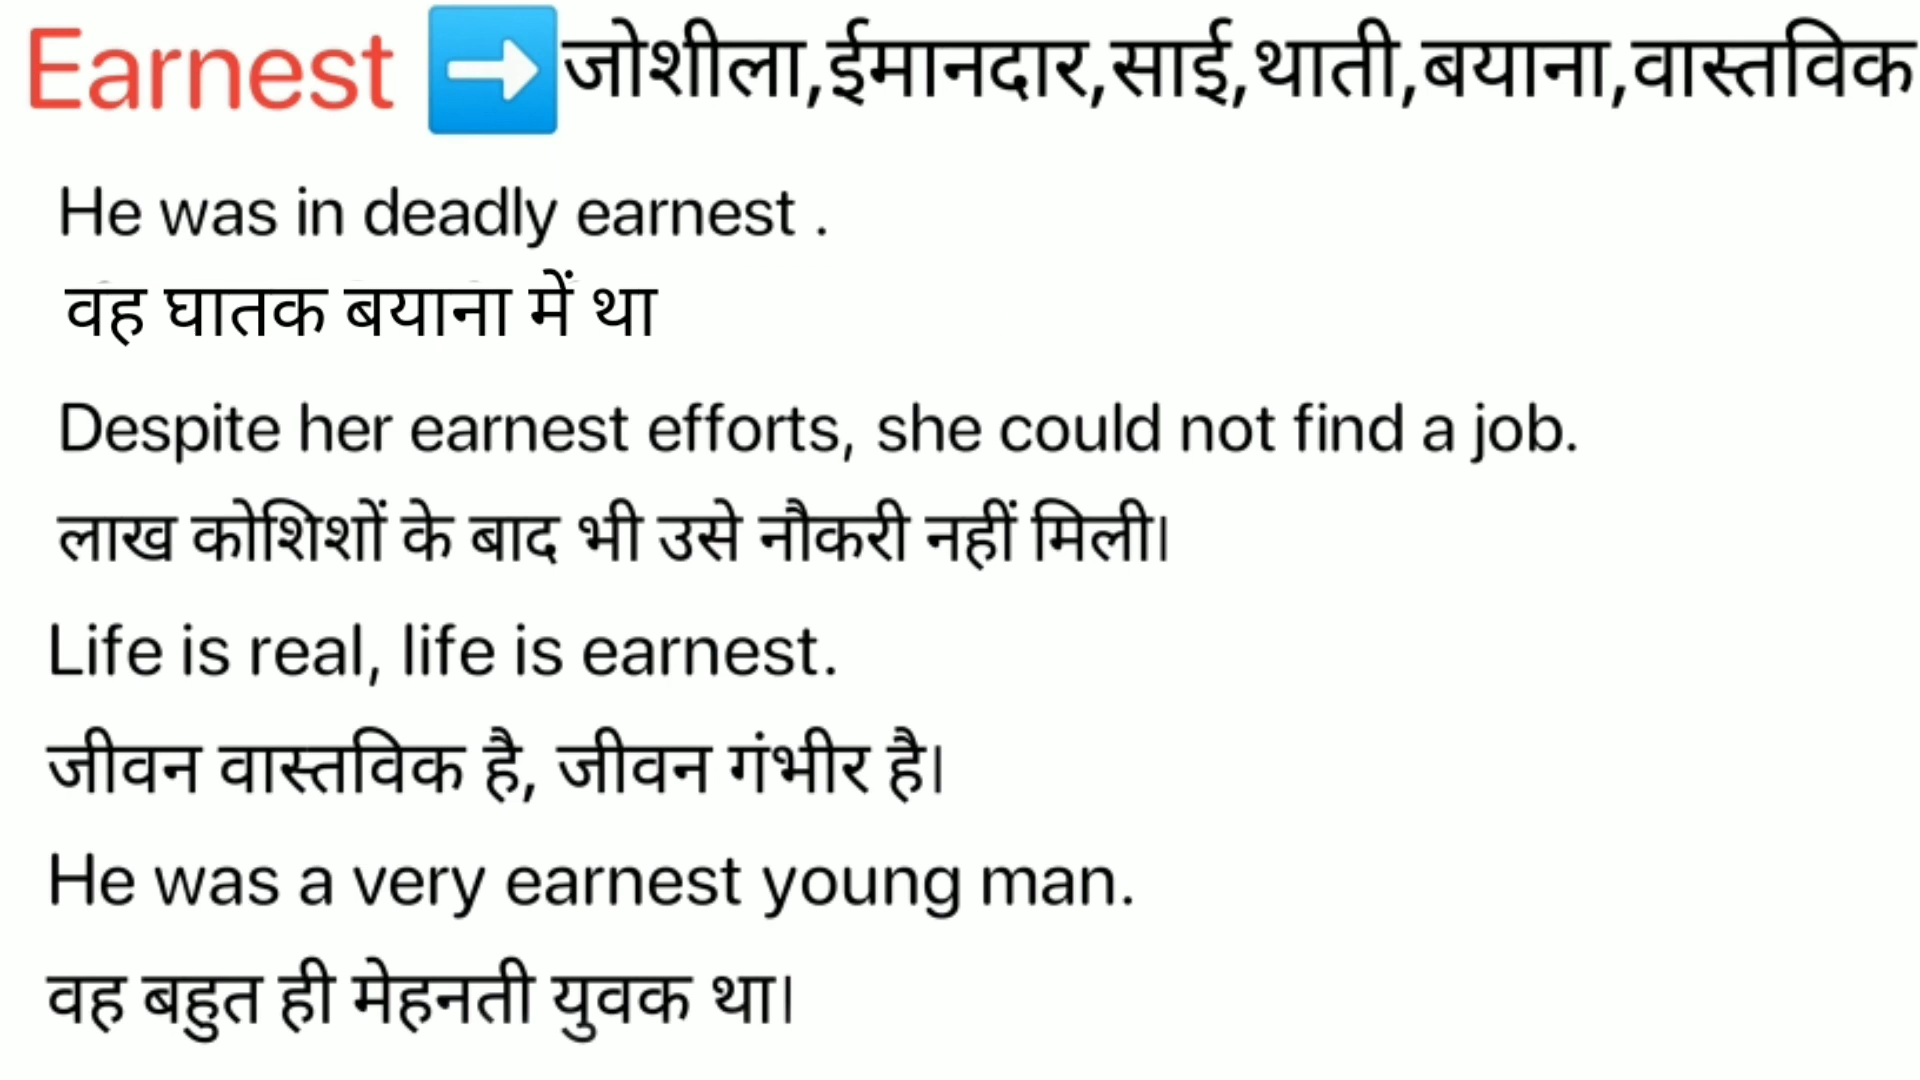 Earnest ➡️जोशीला,ईमानदार,साई,थाती,बयाना,वास्तविक
He was in deadly earnest .
वह घातक बयाना में था
Despite her earnest efforts, she could not find a job.
लाख कोशिशों के बाद भी उसे नौकरी नहीं मिली।
Life is real, life is earnest.
जीवन वास्तविक है, जीवन गंभीर है।
He was a very earnest young man.
वह बहुत ही मेहनती युवक था।